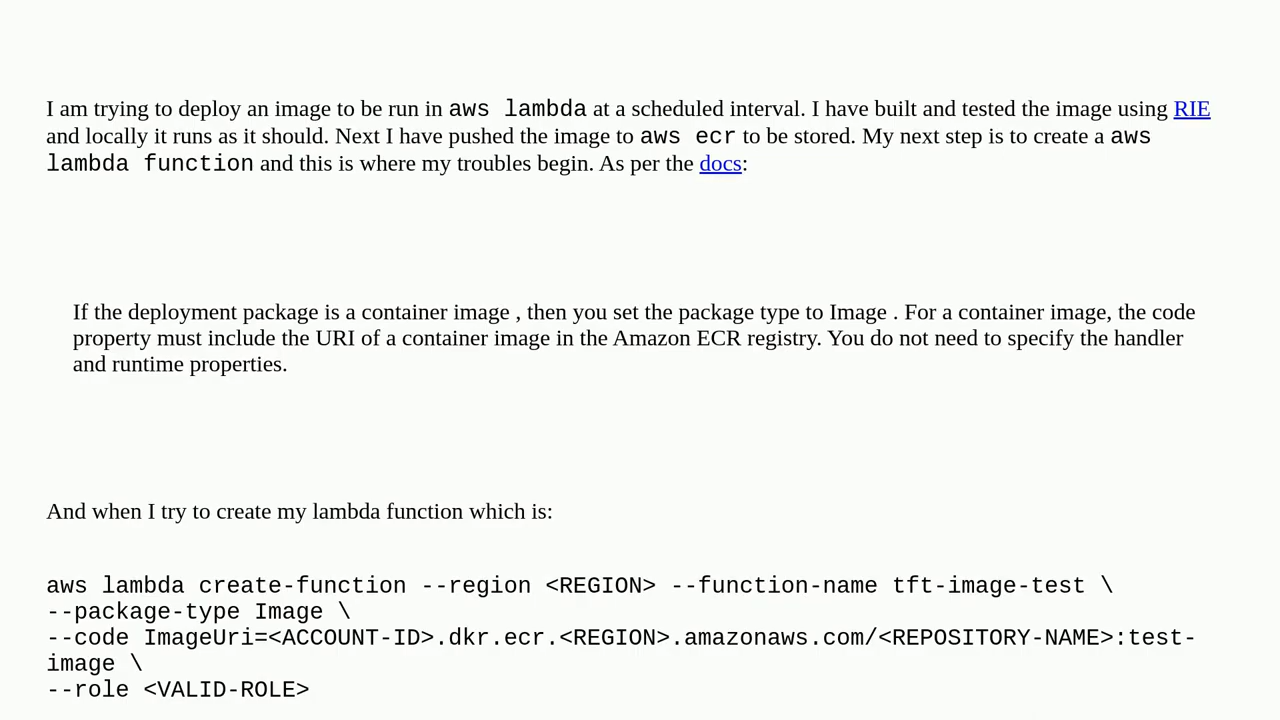 I am trying to deploy an image to be run in aws lambda at a scheduled interval. I have built and tested the image using RIE
and locally it runs as it should. Next I have pushed the image to aws ecr to be stored. My next step is to create a aws
lambda function and this is where my troubles begin. As per the docs:
If the deployment package is a container image , then you set the package type to Image . For a container image, the code
property must include the URI of a container image in the Amazon ECR registry. You do not need to specify the handler
and runtime properties.
And when I try to create my lambda function which is:
aws lambda create-function --region <REGION> --function-name tft-image-test \
--package-type Image \
--code ImageUri=<ACCOUNT-ID>.dkr.ecr.<REGION>.amazonaws.com/<REPOSITORY-NAME>:test-
image \
--role <VALID-ROLE>